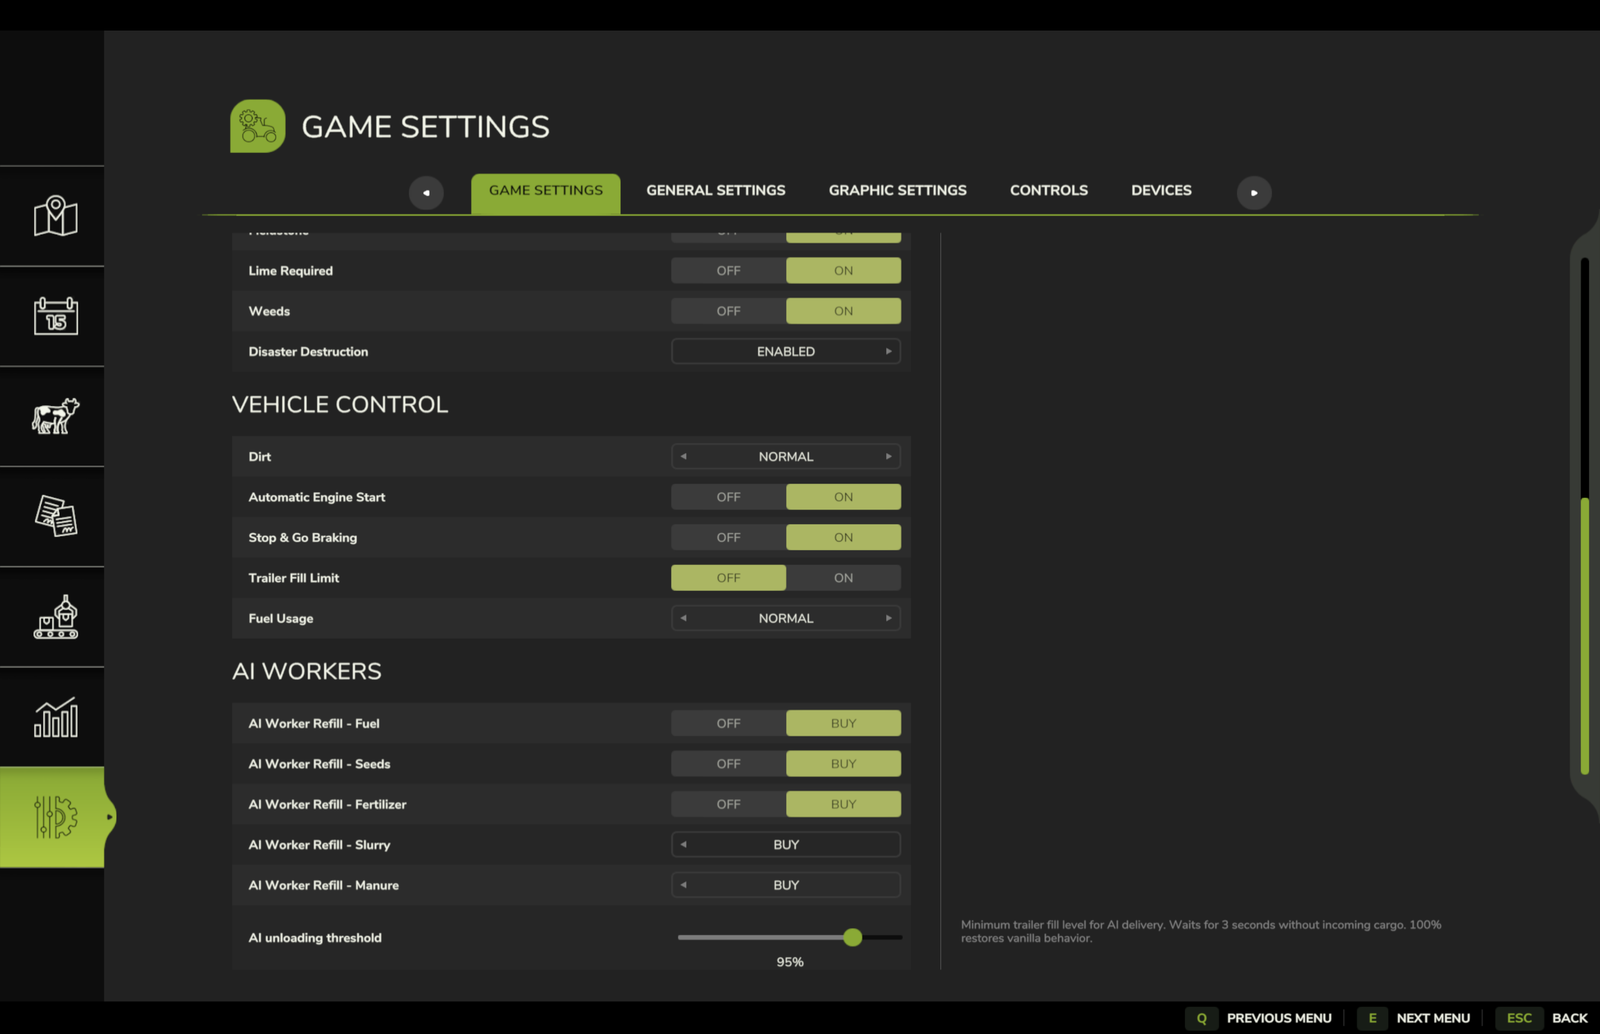 GAME SETTINGS
GAME SETTINGS GENERAL SETTINGS GRAPHIC SETTINGS CONTROLS DEVICES
Lime Required OFF ON
Weeds OFF ON
Disaster Destruction ENABLED
VEHICLE CONTROL
Dirt NORMAL
Automatic Engine Start OFF ON
Stop & Go Braking OFF ON
Trailer Fill Limit OFF ON
Fuel Usage NORMAL
AI WORKERS
AI Worker Refill - Fuel OFF BUY
AI Worker Refill - Seeds OFF BUY
AI Worker Refill - Fertilizer OFF BUY
AI Worker Refill - Slurry BUY
AI Worker Refill - Manure BUY
AI unloading threshold
95%
Minimum trailer fill level for AI delivery. Waits for 3 seconds without incoming cargo. 100%
restores vanilla behavior.
15
Q PREVIOUS MENU E NEXT MENU ESC BACK